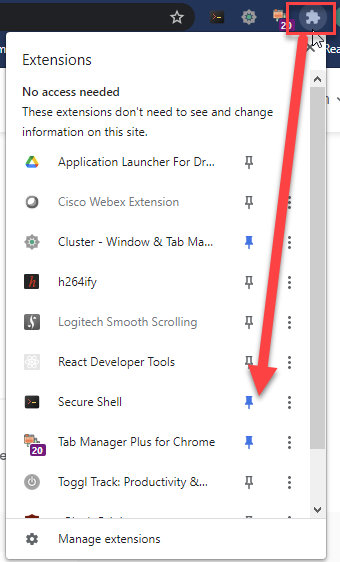 20
Rea
Extensions
No access needed
These extensions don't need to see and change
information on this site.
Application Launcher For Dr...
Cisco Webex Extension
Cluster - Window & Tab Ma...
h264ify
Logitech Smooth Scrolling
React Developer Tools
Secure Shell
Tab Manager Plus for Chrome
20
Toggl Track: Productivity &...
Manage extensions